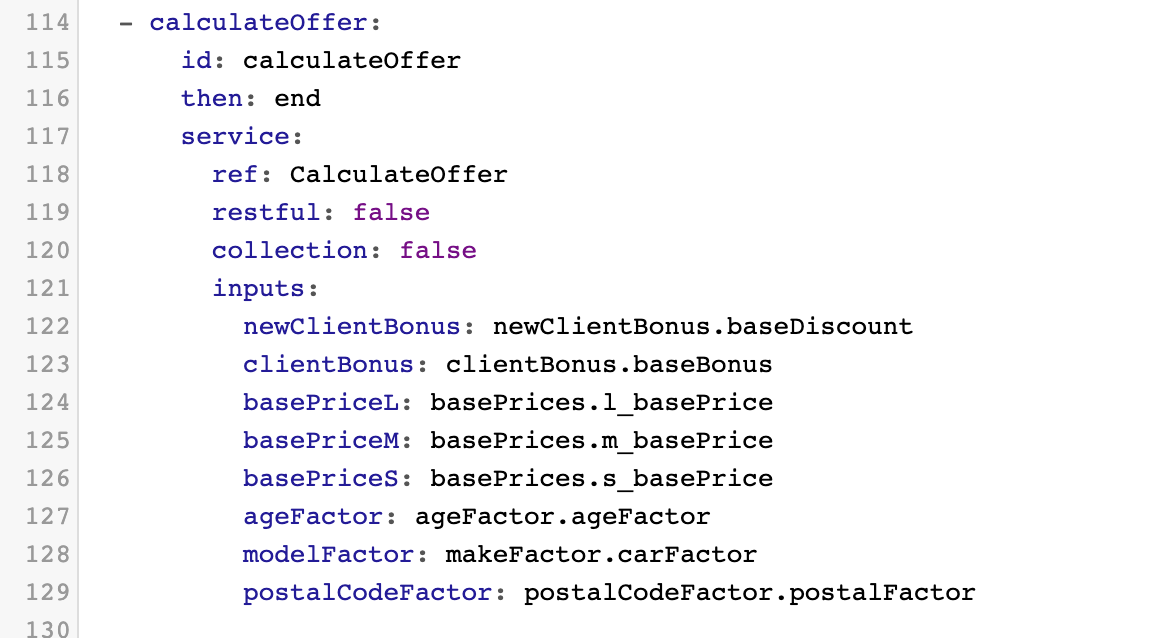 114 - calculateOffer:
115 id: calculateOffer
116 then: end
117 service:
118 ref: CalculateOffer
119 restful: false
120 collection: false
121 inputs:
122 newClientBonus: newClientBonus.baseDiscount
123 clientBonus: clientBonus.baseBonus
124 basePriceL: basePrices.l_basePrice
125 basePriceM: basePrices.m_basePrice
126 basePriceS: basePrices.s_basePrice
127 ageFactor: ageFactor.ageFactor
128 modelFactor: makeFactor.carFactor
129 postalCodeFactor: postalCodeFactor.postalFactor
130